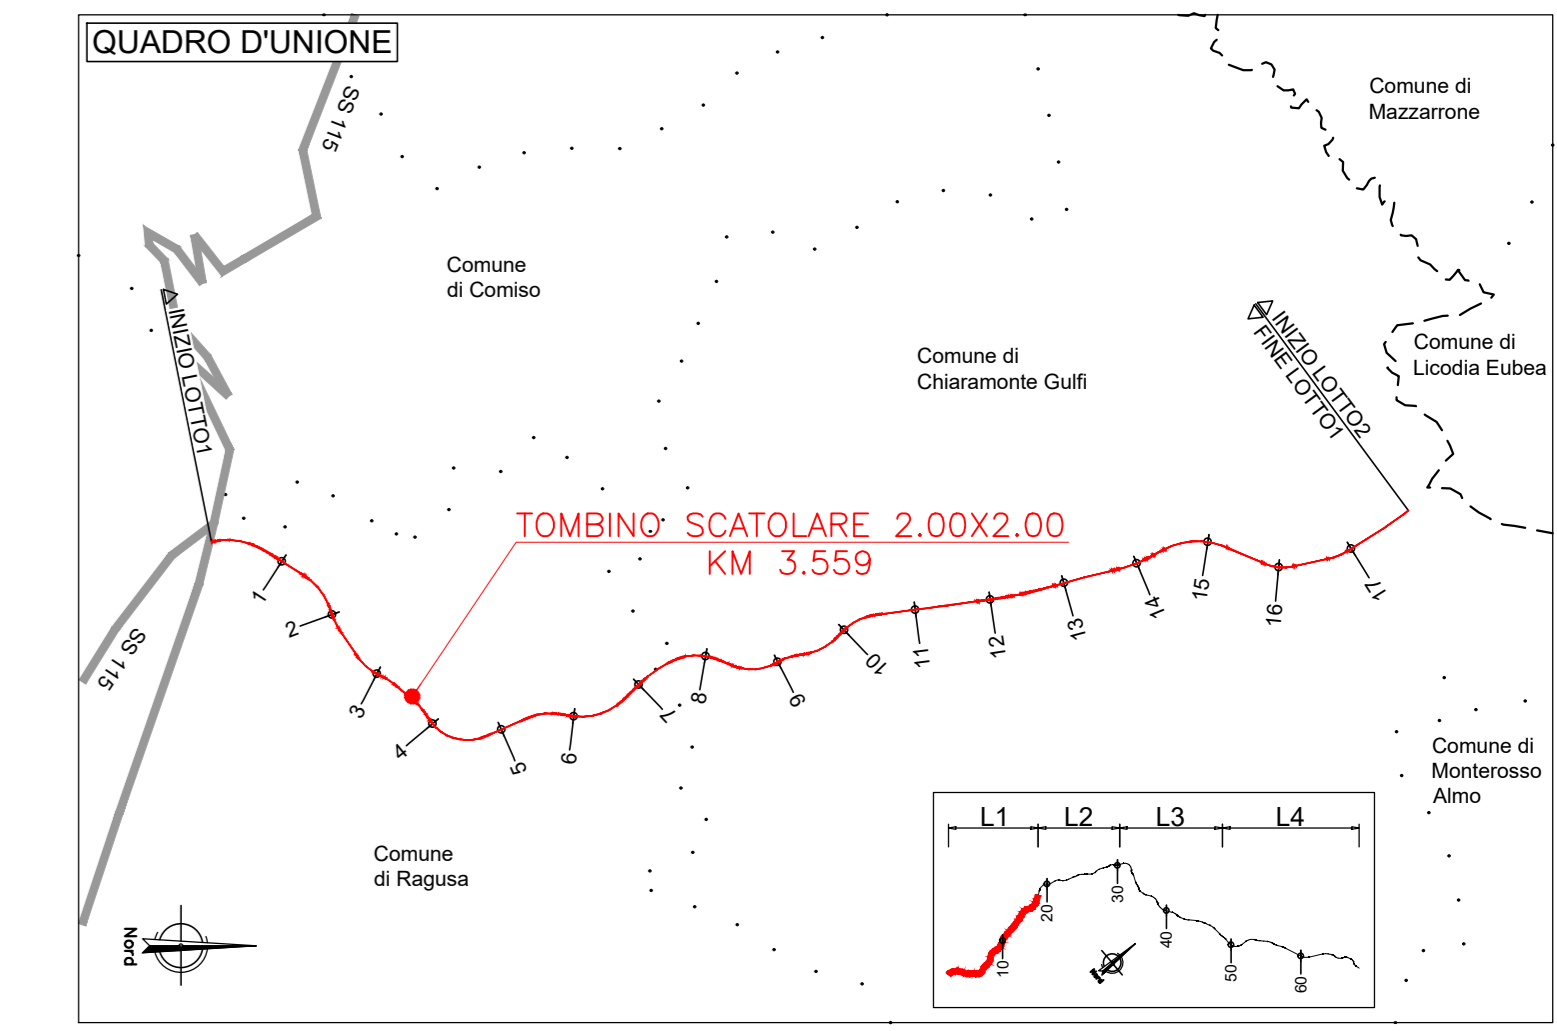 QUADRO D'UNIONE
SS 115
Comune di
Mazzarrone
Comune
di Comiso
INIZIO LOTTO1
Comune di
Chiaramonte Gulfi
INIZIO LOTTO2
FINE LOTTO1
Comune di
Licodia Eubea
TOMBINO SCATOLARE 2.00X2.00
KM 3.559
1
2
3
4
5
6
7
8
9
10
11
12
13
14
15
16
17
SS 115
Comune
di Ragusa
Comune di
Monterosso
Almo
Nord
L1 L2 L3 L4
10
20
30
40
50
60